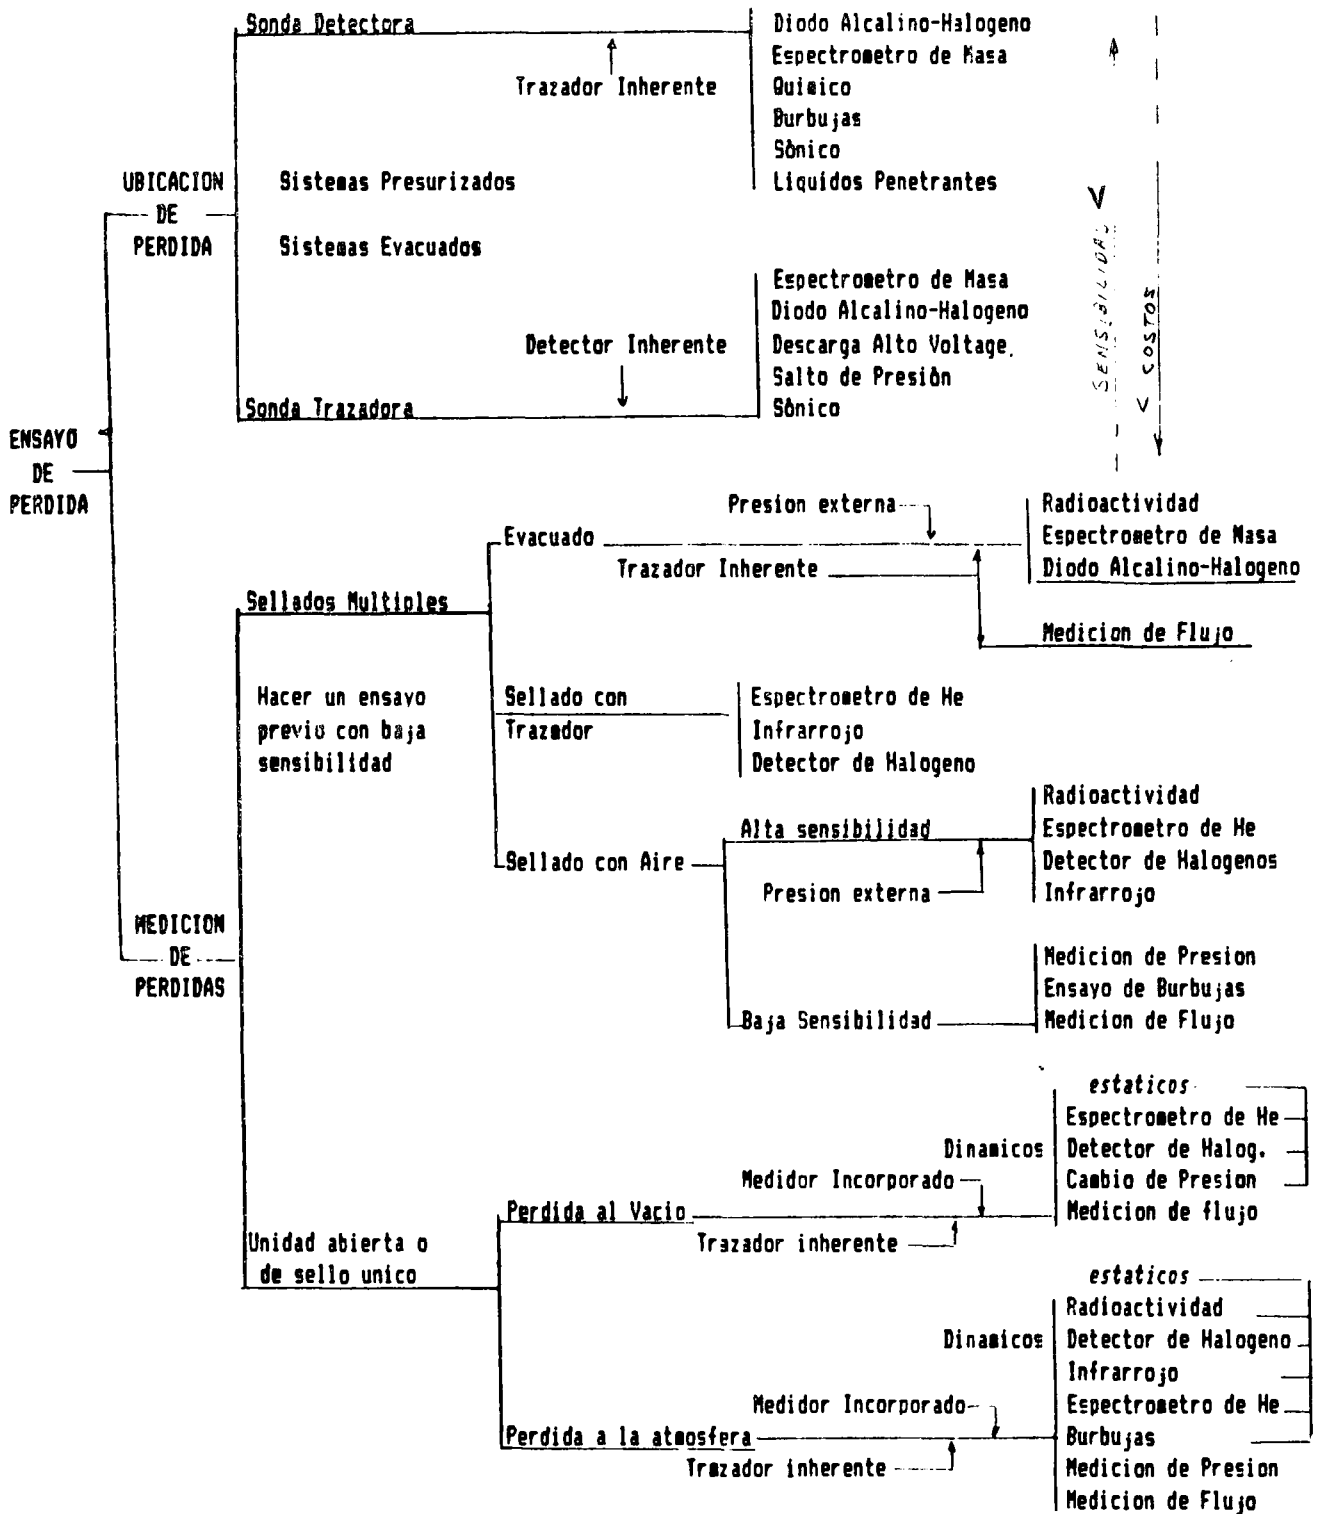 Sonda Detectora
Diodo Alcalino-Halogeno
Espectrometro de Masa
Trazador Inherente
Quimico
Burbujas
Sònico
UBICACION
DE
PERDIDA
Sistemas Presurizados
Liquidos Penetrantes
Sistemas Evacuados
SENSIBILIDAD
< COSTOS
Espectrometro de Masa
Diodo Alcalino-Halogeno
Detector Inherente
Descarga Alto Voltage.
Salto de Presiòn
Sonda Trazadora
Sònico
ENSAYO
DE
PERDIDA
Presion externa
Radioactividad
Evacuado
Espectrometro de Masa
Trazador Inherente
Diodo Alcalino-Halogeno
Sellados Multiples
Medicion de Flujo
Hacer un ensayo
previo con baja
sensibilidad
Sellado con
Trazador
Espectrometro de He
Infrarrojo
Detector de Halogeno
Radioactividad
Alta sensibilidad
Espectrometro de He
Sellado con Aire
Detector de Halogenos
Presion externa
Infrarrojo
MEDICION
DE
PERDIDAS
Medicion de Presion
Ensayo de Burbujas
Baja Sensibilidad
Medicion de Flujo
estaticos
Espectrometro de He
Dinamicos
Detector de Halog.
Medidor Incorporado
Cambio de Presion
Perdida al Vacio
Medicion de flujo
Trazador inherente
Unidad abierta o
de sello unico
estaticos
Radioactividad
Dinamicos
Detector de Halogeno
Infrarrojo
Medidor Incorporado
Espectrometro de He
Perdida a la atmosfera
Burbujas
Trazador inherente
Medicion de Presion
Medicion de Flujo